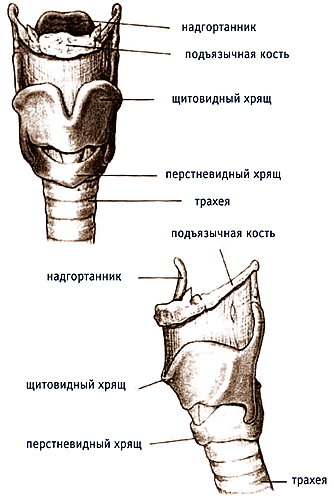 надгортанник
подъязычная кость
щитовидный хрящ
перстневидный хрящ
трахея
подъязычная кость
надгортанник
щитовидный хрящ
перстневидный хрящ
трахея